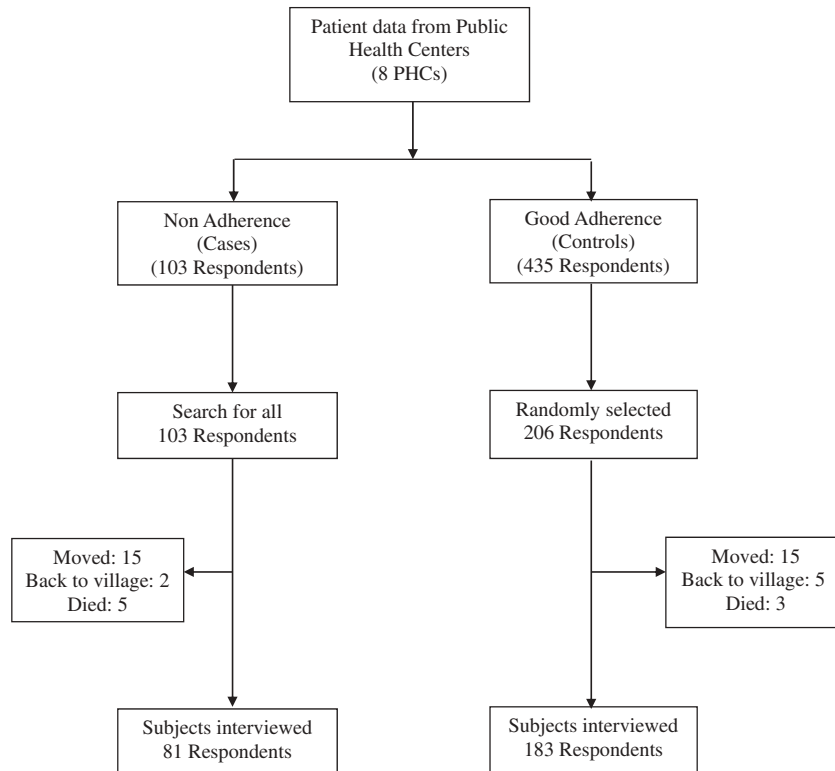 Patient data from Public
Health Centers
(8 PHCs)
Non Adherence
(Cases)
(103 Respondents)
Good Adherence
(Controls)
(435 Respondents)
Search for all
103 Respondents
Randomly selected
206 Respondents
Moved: 15
Back to village: 2
Died: 5
Moved: 15
Back to village: 5
Died: 3
Subjects interviewed
81 Respondents
Subjects interviewed
183 Respondents